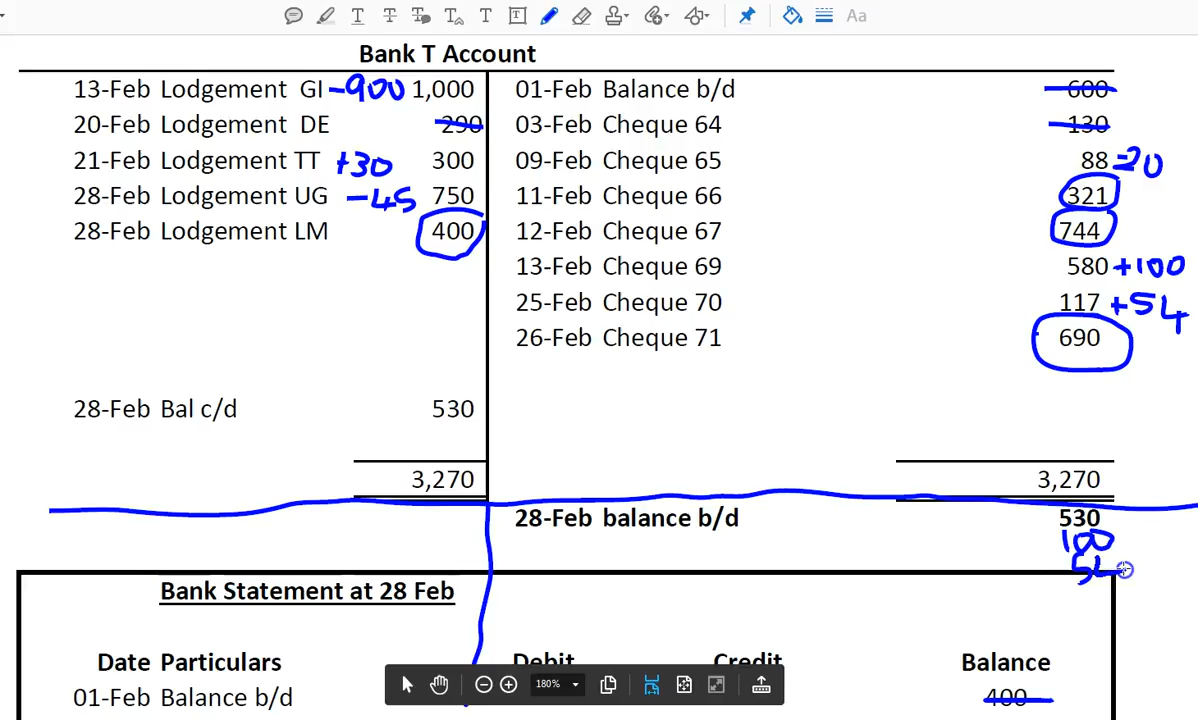 Aa
Bank T Account
13-Feb Lodgement GI -900 1,000 01-Feb Balance b/d 600
20-Feb Lodgement DE 290 03-Feb Cheque 64 130
21-Feb Lodgement TT +30 300 09-Feb Cheque 65 88 -20
28-Feb Lodgement UG -45 750 11-Feb Cheque 66 321
28-Feb Lodgement LM 400 12-Feb Cheque 67 744
13-Feb Cheque 69 580 +100
25-Feb Cheque 70 117 +54
26-Feb Cheque 71 690
28-Feb Bal c/d 530
3,270 3,270
28-Feb balance b/d 530
100
Bank Statement at 28 Feb
Date Particulars Debit Credit Balance
180%
01-Feb Balance b/d 400